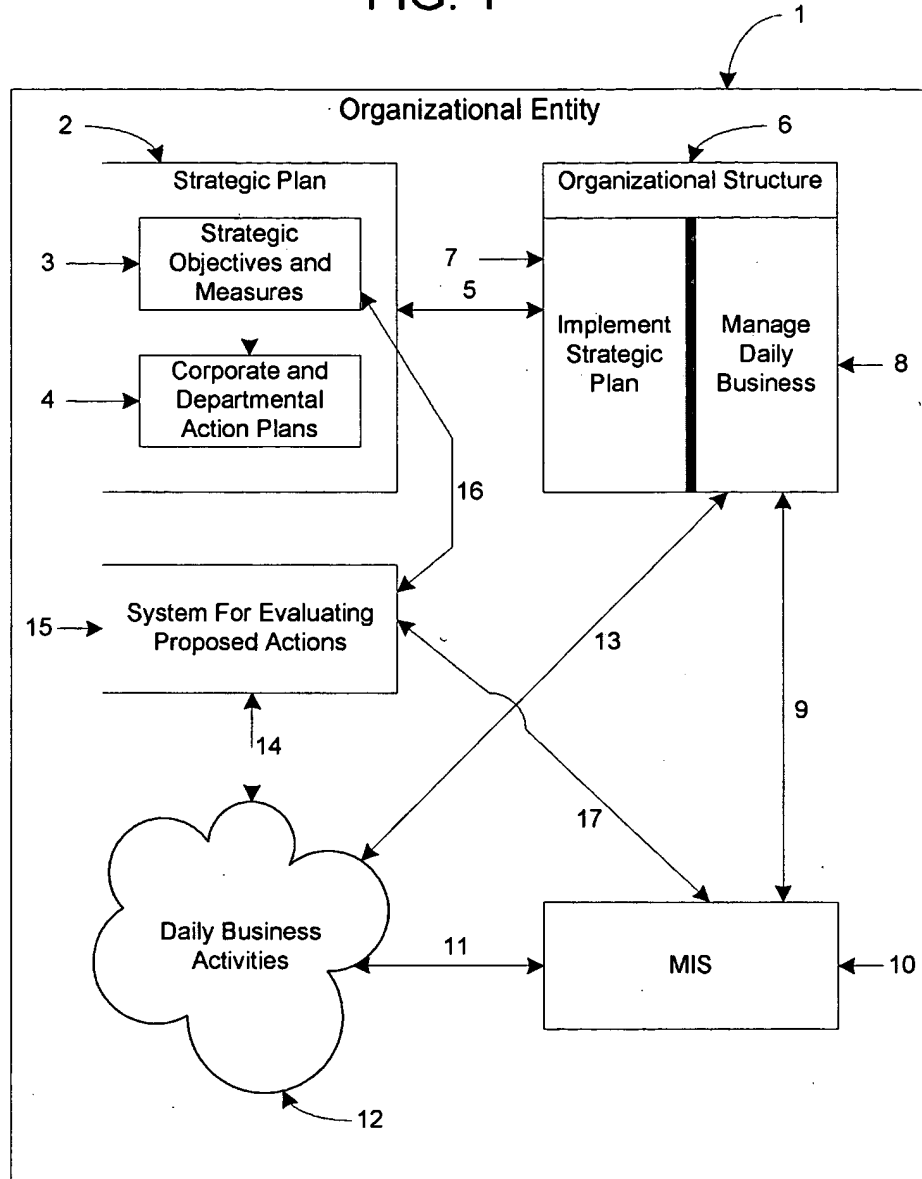 1
Organizational Entity
2
6
Strategic Plan
Organizational Structure
Strategic
Objectives and
Measures
3
7
5
Implement
Strategic
Plan
Manage
Daily
Business
8
Corporate and
Departmental
Action Plans
4
16
System For Evaluating
Proposed Actions
15
13
9
14
17
Daily Business
Activities
11
MIS
10
12